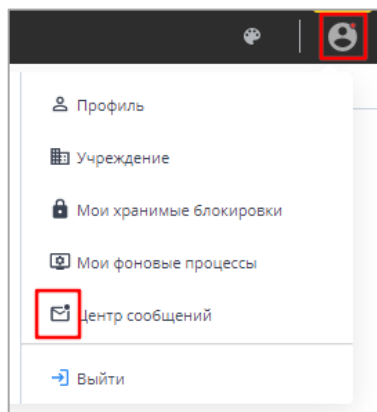 Профиль
Учреждение
Мои хранимые блокировки
Мои фоновые процессы
Центр сообщений
Выйти